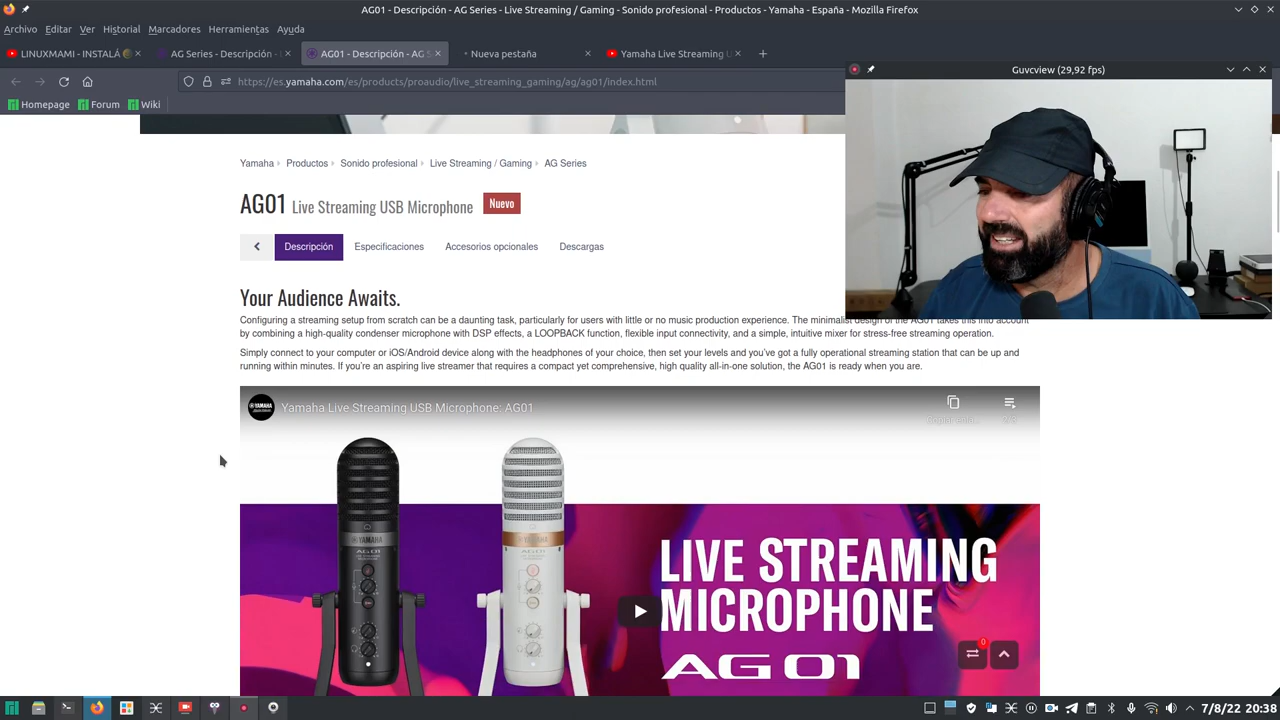 AG01 - Descripción - AG Series - Live Streaming / Gaming - Sonido profesional - Productos - Yamaha - España - Mozilla Firefox
Archivo Editar Ver Historial Marcadores Herramientas Ayuda
LINUXMAMI - INSTALÁ
AG Series - Descripción - L
AG01 - Descripción - AG S
Nueva pestaña
Yamaha Live Streaming U
https://es.yamaha.com/es/products/proaudio/live_streaming_gaming/ag/ag01/index.html
Guvcview (29,92 fps)
Homepage Forum Wiki
Yamaha Productos Sonido profesional Live Streaming / Gaming AG Series
AG01 Live Streaming USB Microphone Nuevo
Descripción Especificaciones Accesorios opcionales Descargas
Your Audience Awaits.
Configuring a streaming setup from scratch can be a daunting task, particularly for users with little or no music production experience. The minimalist design of the AG01 takes this into account
by combining a high-quality condenser microphone with DSP effects, a LOOPBACK function, flexible input connectivity, and a simple, intuitive mixer for stress-free streaming operation.
Simply connect to your computer or iOS/Android device along with the headphones of your choice, then set your levels and you've got a fully operational streaming station that can be up and
running within minutes. If you're an aspiring live streamer that requires a compact yet comprehensive, high quality all-in-one solution, the AG01 is ready when you are.
YAMAHA
Yamaha Live Streaming USB Microphone: AG01
YAMAHA
AG01
YAMAHA
AG01
LIVE STREAMING
MICROPHONE
AG01
0
7/8/22 20:38